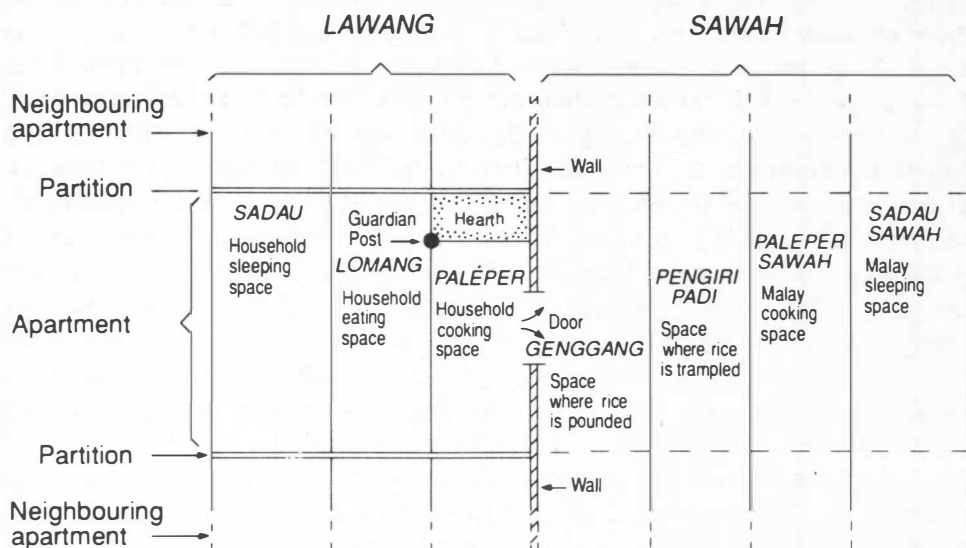 LAWANG
SAWAH
Neighbouring
apartment
Wall
Partition
SADAU
Household
sleeping
space
Guardian
Post
Hearth
LOMANG
Household
eating
space
PALEPER
Household
cooking
space
Door
GENGGANG
Space
where rice
is pounded
PENGIRI
PADI
Space
where rice
is trampled
PALEPER
SAWAH
Malay
cooking
space
SADAU
SAWAH
Malay
sleeping
space
Apartment
Partition
Wall
Neighbouring
apartment